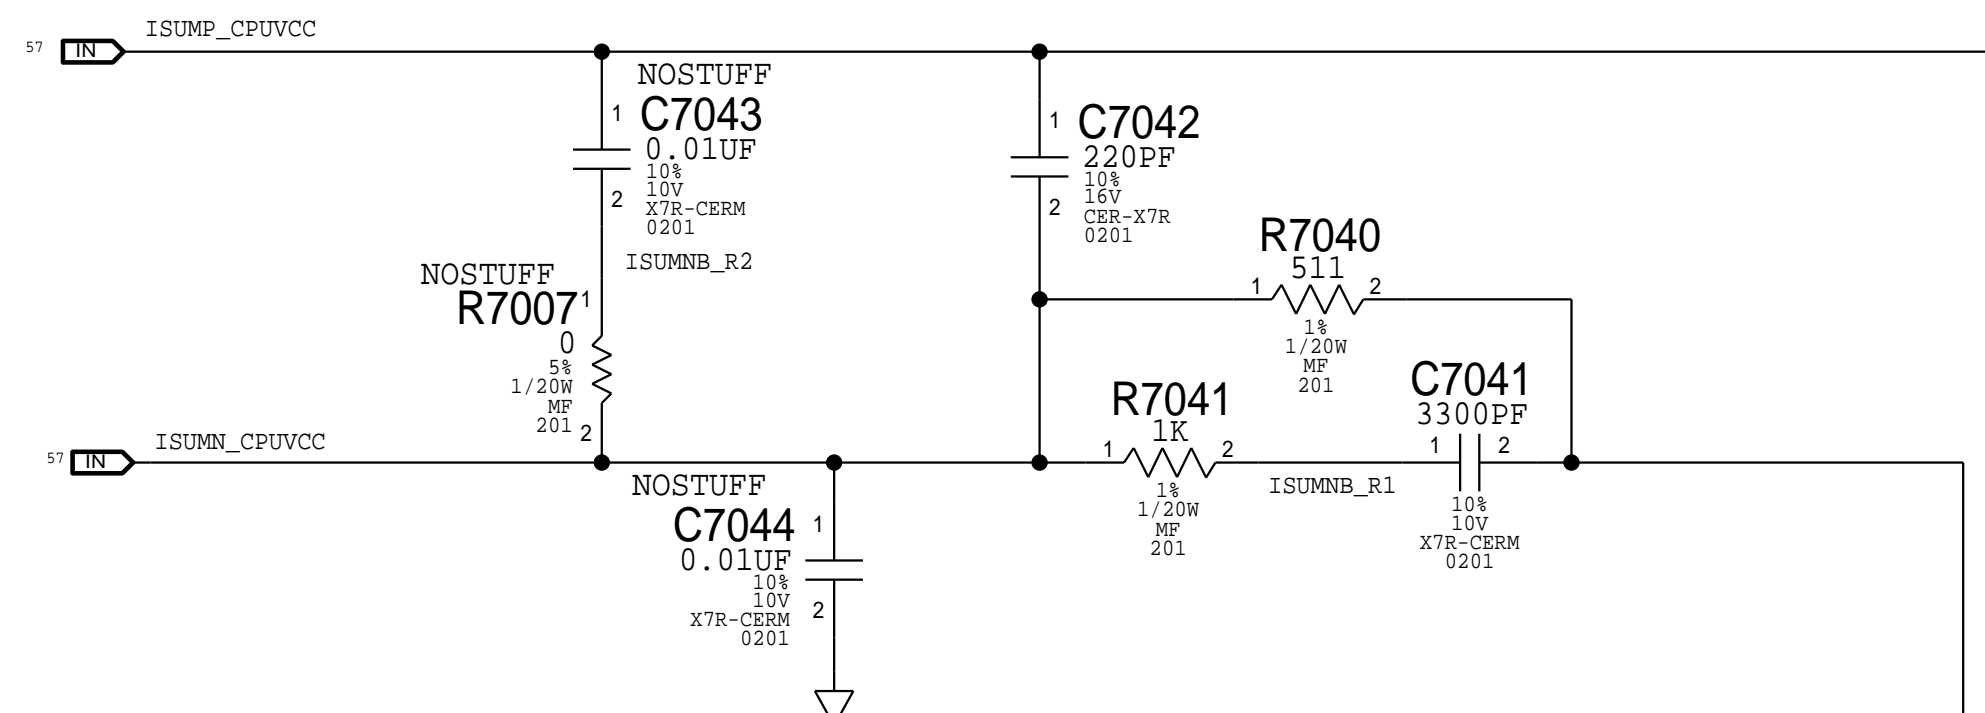 ISUMP_CPUVCC
57
IN
NOSTUFF
1
C7043
0.01UF
10%
10V
2
X7R-CERM
0201
ISUMNB_R2
1
C7042
220PF
10%
16V
2
CER-X7R
0201
NOSTUFF
R7007
1
0
5%
1/20W
MF
201
2
R7040
511
1
2
1%
1/20W
MF
201
57
IN
ISUMN_CPUVCC
R7041
1K
1
2
1%
1/20W
MF
201
ISUMNB_R1
C7041
3300PF
1
2
10%
10V
X7R-CERM
0201
NOSTUFF
C7044
1
0.01UF
10%
10V
2
X7R-CERM
0201